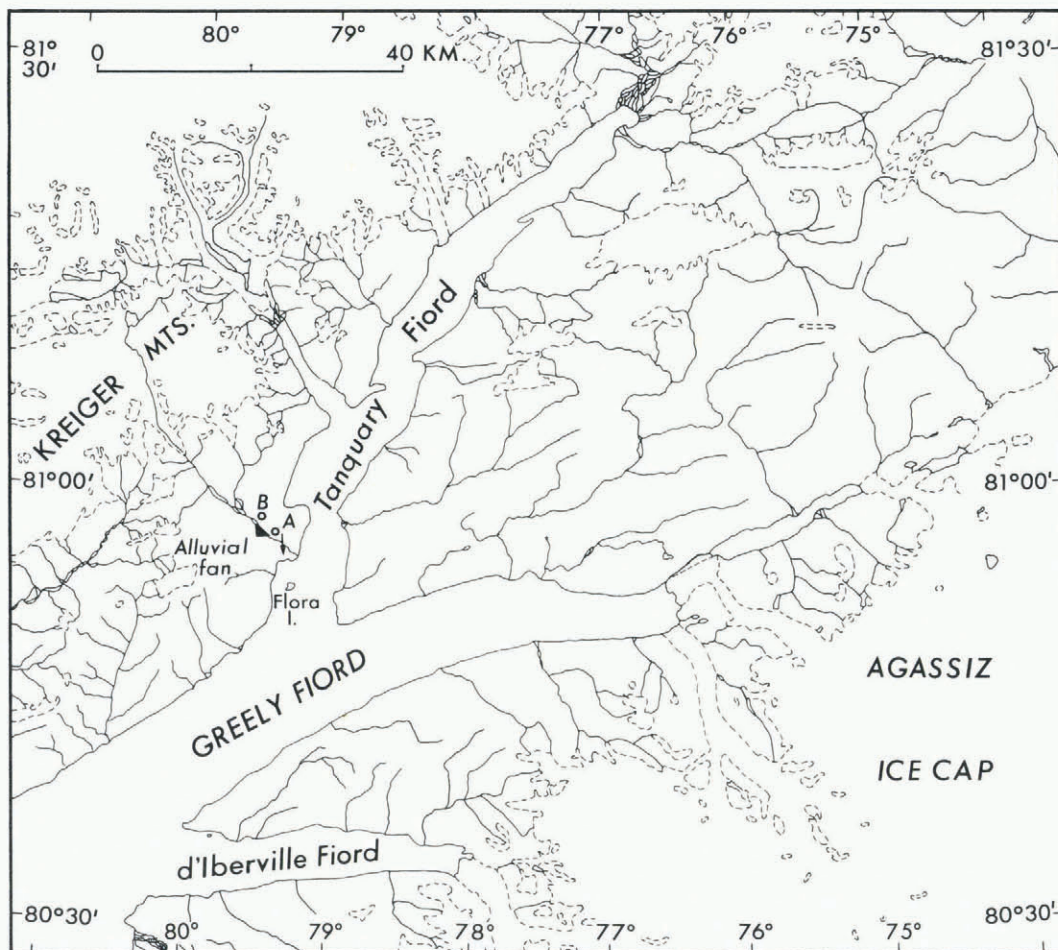 80° 79° 77° 76° 75°
81° 30'
0 40 KM
81° 30'
KREIGER MTS.
Tanquary Fiord
81° 00'
81° 00'
B
A
Alluvial fan
Flora I.
GREELY FIORD
AGASSIZ
ICE CAP
d'Iberville Fiord
80° 30'
80° 30'
80° 79° 78° 77° 76° 75°